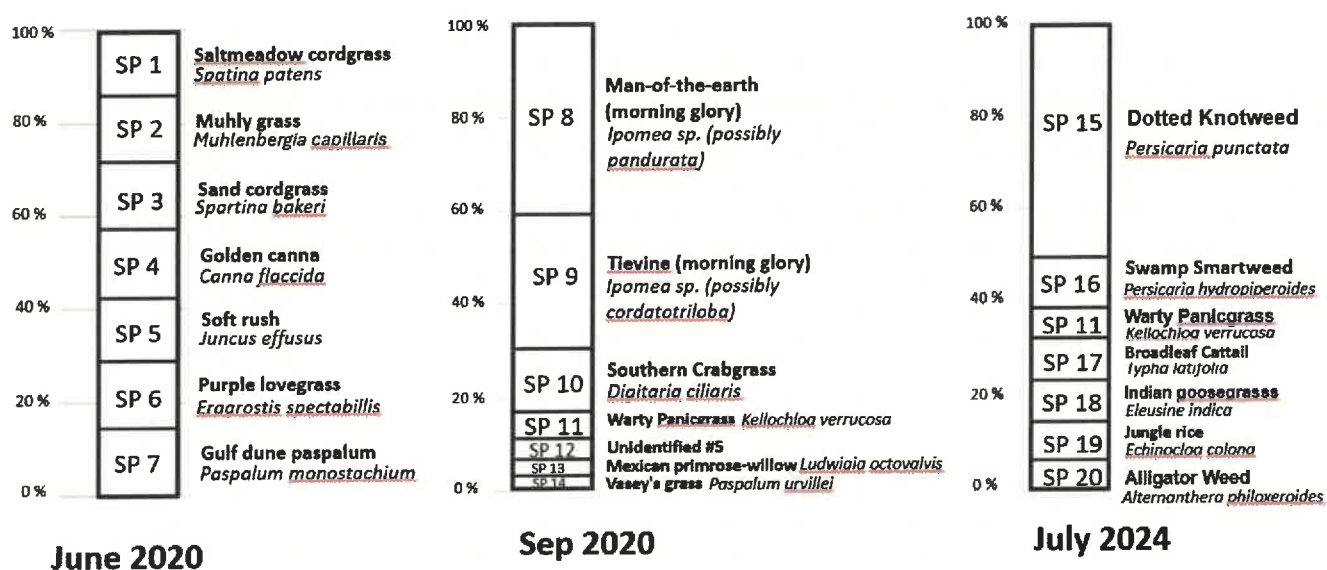 100 %
80 %
60 %
40 %
20 %
0 %
SP 1
Saltmeadow cordgrass
Spatina patens
SP 2
Muhly grass
Muhlenbergia capillaris
SP 3
Sand cordgrass
Spartina bakeri
SP 4
Golden canna
Canna flaccida
SP 5
Soft rush
Juncus effusus
SP 6
Purple lovegrass
Eragrostis spectabillis
SP 7
Gulf dune paspalum
Paspalum monostachium
June 2020
100 %
80 %
60 %
40 %
20 %
0 %
SP 8
Man-of-the-earth
(morning glory)
Ipomea sp. (possibly
pandurata)
SP 9
Tievine (morning glory)
Ipomea sp. (possibly
cordatotriloba)
SP 10
Southern Crabgrass
Digitaria ciliaris
SP 11
Warty Panicgrass Kellochloa verrucosa
SP 12
Unidentified #5
SP 13
Mexican primrose-willow Ludwigia octovalvis
SP 14
Vasey's grass Paspalum urvillei
Sep 2020
100 %
80 %
60 %
40 %
20 %
0 %
SP 15
Dotted Knotweed
Persicaria punctata
SP 16
Swamp Smartweed
Persicaria hydropiperoides
SP 11
Warty Panicgrass
Kellochloa verrucosa
SP 17
Broadleaf Cattail
Typha latifolia
SP 18
Indian goosegrasss
Eleusine indica
SP 19
Jungle rice
Echinocloa colona
SP 20
Alligator Weed
Alternanthera philoxeroides
July 2024